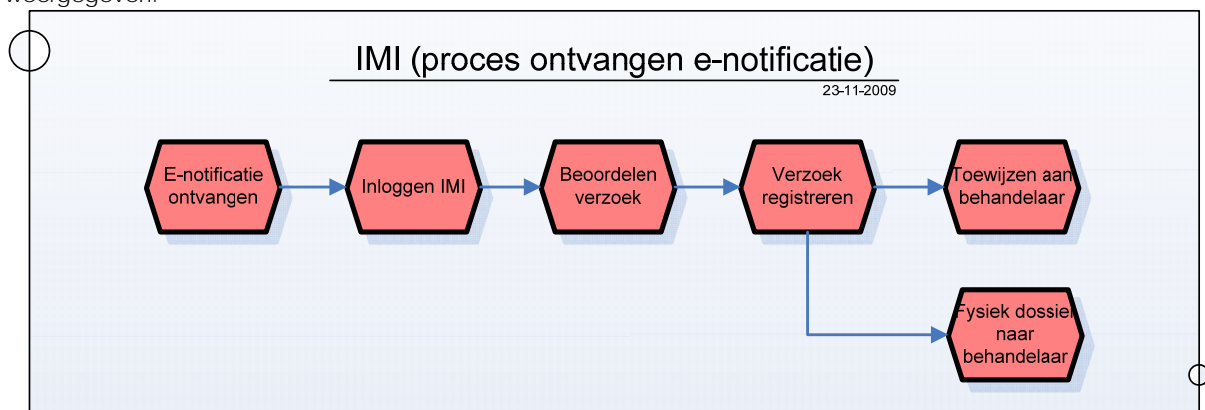 weergegeven.
IMI (proces ontvangen e-notificatie)
23-11-2009
E-notificatie
ontvangen
Inloggen IMI
Beoordelen
verzoek
Verzoek
registreren
Toewijzen aan
behandelaar
Fysiek dossier
naar
behandelaar